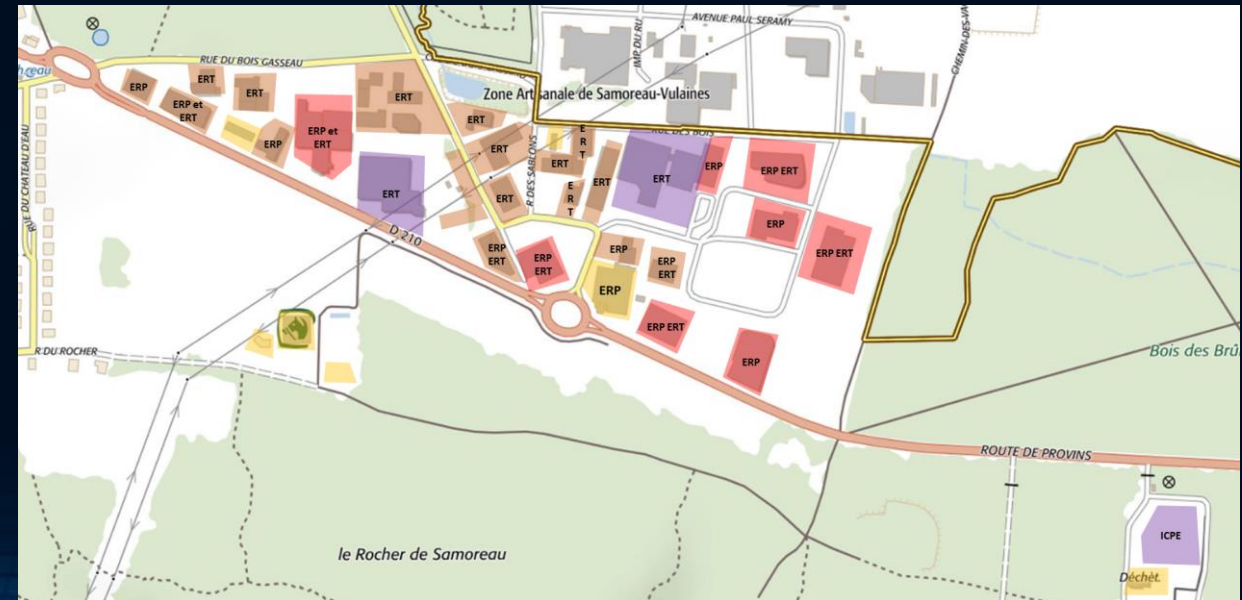 AVENUE PAUL SERAMY
IMP DU RU
CHEMIN DES
RUE DU BOIS GASSEAU
Zone Artisanale de Samoreau-Vulaines
RUE DES BOIS
ERP
ERT
ERP et
ERT
ERT
ERP
ERP et
ERT
ERT
ERT
ERT
ERT
ERT
ERT
ERT
ERT
ERT
R DES SABLONS
ERT
ERP
ERP ERT
ERP
ERP ERT
RUE DU CHATEAU D'EAU
D 210
ERP
ERT
ERP
ERT
ERP
ERP
ERT
ERP
ERP ERT
ERP
R DU ROCHER
Bois des
ROUTE DE PROVINS
le Rocher de Samoreau
ICPE
Déchèt.